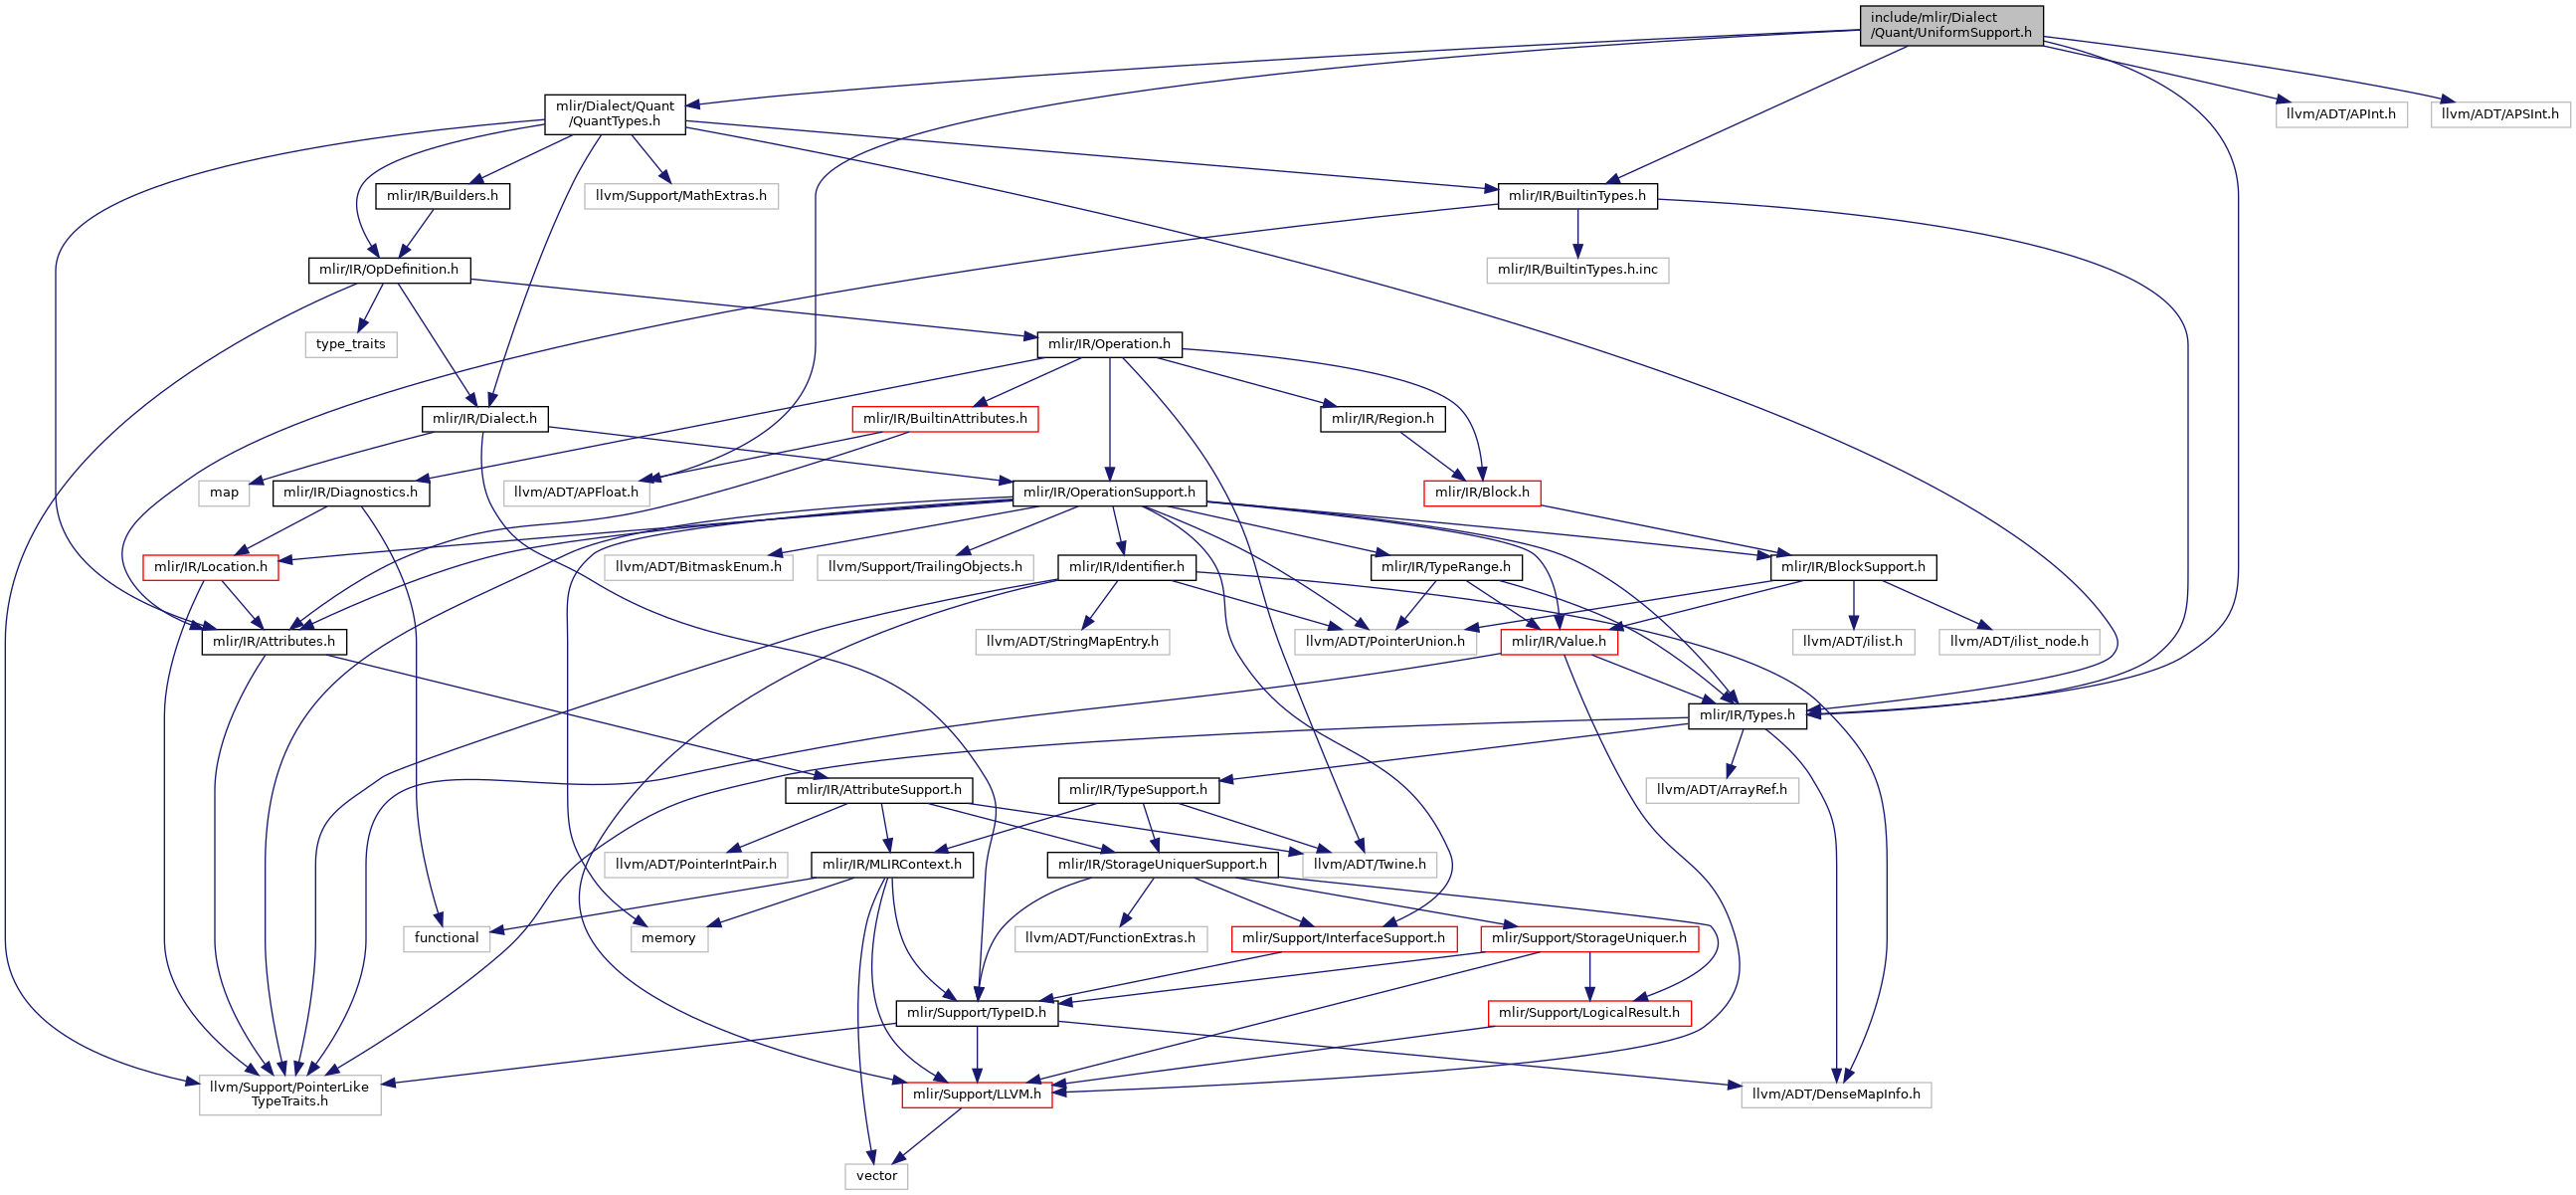 include/mlir/Dialect
/Quant/UniformSupport.h
mlir/Dialect/Quant
/QuantTypes.h
llvm/ADT/APInt.h
llvm/ADT/APSInt.h
mlir/IR/Builders.h
llvm/Support/MathExtras.h
mlir/IR/BuiltinTypes.h
mlir/IR/OpDefinition.h
mlir/IR/BuiltinTypes.h.inc
type_traits
mlir/IR/Operation.h
mlir/IR/Dialect.h
mlir/IR/BuiltinAttributes.h
mlir/IR/Region.h
map
mlir/IR/Diagnostics.h
llvm/ADT/APFloat.h
mlir/IR/OperationSupport.h
mlir/IR/Block.h
mlir/IR/Location.h
llvm/ADT/BitmaskEnum.h
llvm/Support/TrailingObjects.h
mlir/IR/Identifier.h
mlir/IR/TypeRange.h
mlir/IR/BlockSupport.h
mlir/IR/Attributes.h
llvm/ADT/StringMapEntry.h
llvm/ADT/PointerUnion.h
mlir/IR/Value.h
llvm/ADT/ilist.h
llvm/ADT/ilist_node.h
mlir/IR/Types.h
mlir/IR/AttributeSupport.h
mlir/IR/TypeSupport.h
llvm/ADT/ArrayRef.h
llvm/ADT/PointerIntPair.h
mlir/IR/MLIRContext.h
mlir/IR/StorageUniquerSupport.h
llvm/ADT/Twine.h
functional
memory
llvm/ADT/FunctionExtras.h
mlir/Support/InterfaceSupport.h
mlir/Support/StorageUniquer.h
mlir/Support/TypeID.h
mlir/Support/LogicalResult.h
llvm/Support/PointerLike
TypeTraits.h
mlir/Support/LLVM.h
llvm/ADT/DenseMapInfo.h
vector